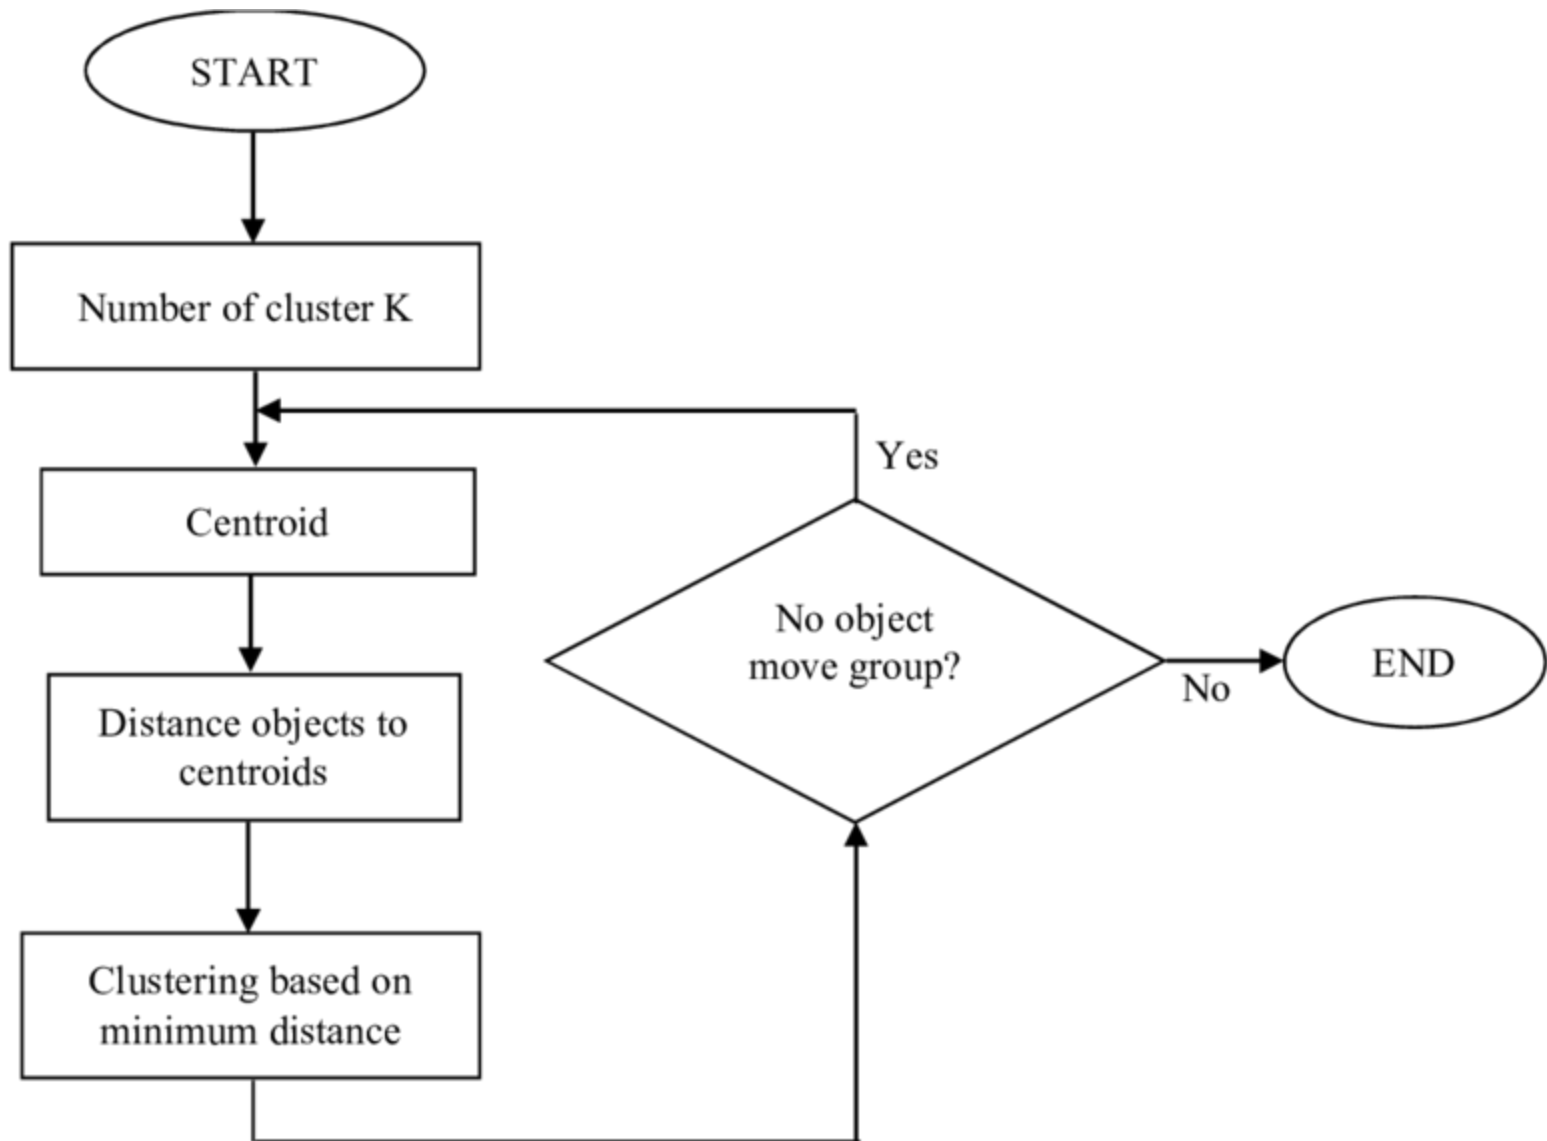 START
Number of cluster K
Centroid
Distance objects to
centroids
Clustering based on
minimum distance
Yes
No object
move group?
No
END